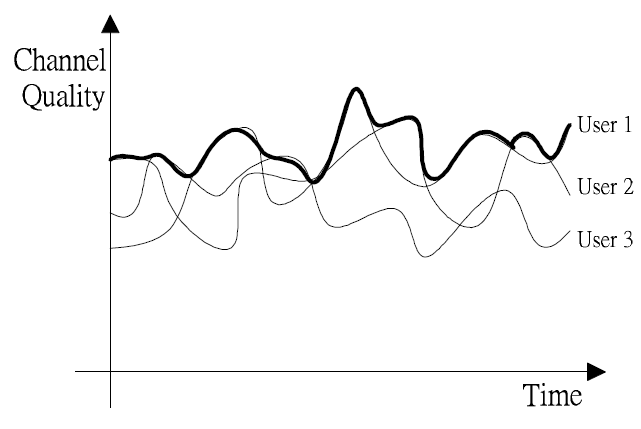 Channel
Quality
User 1
User 2
User 3
Time